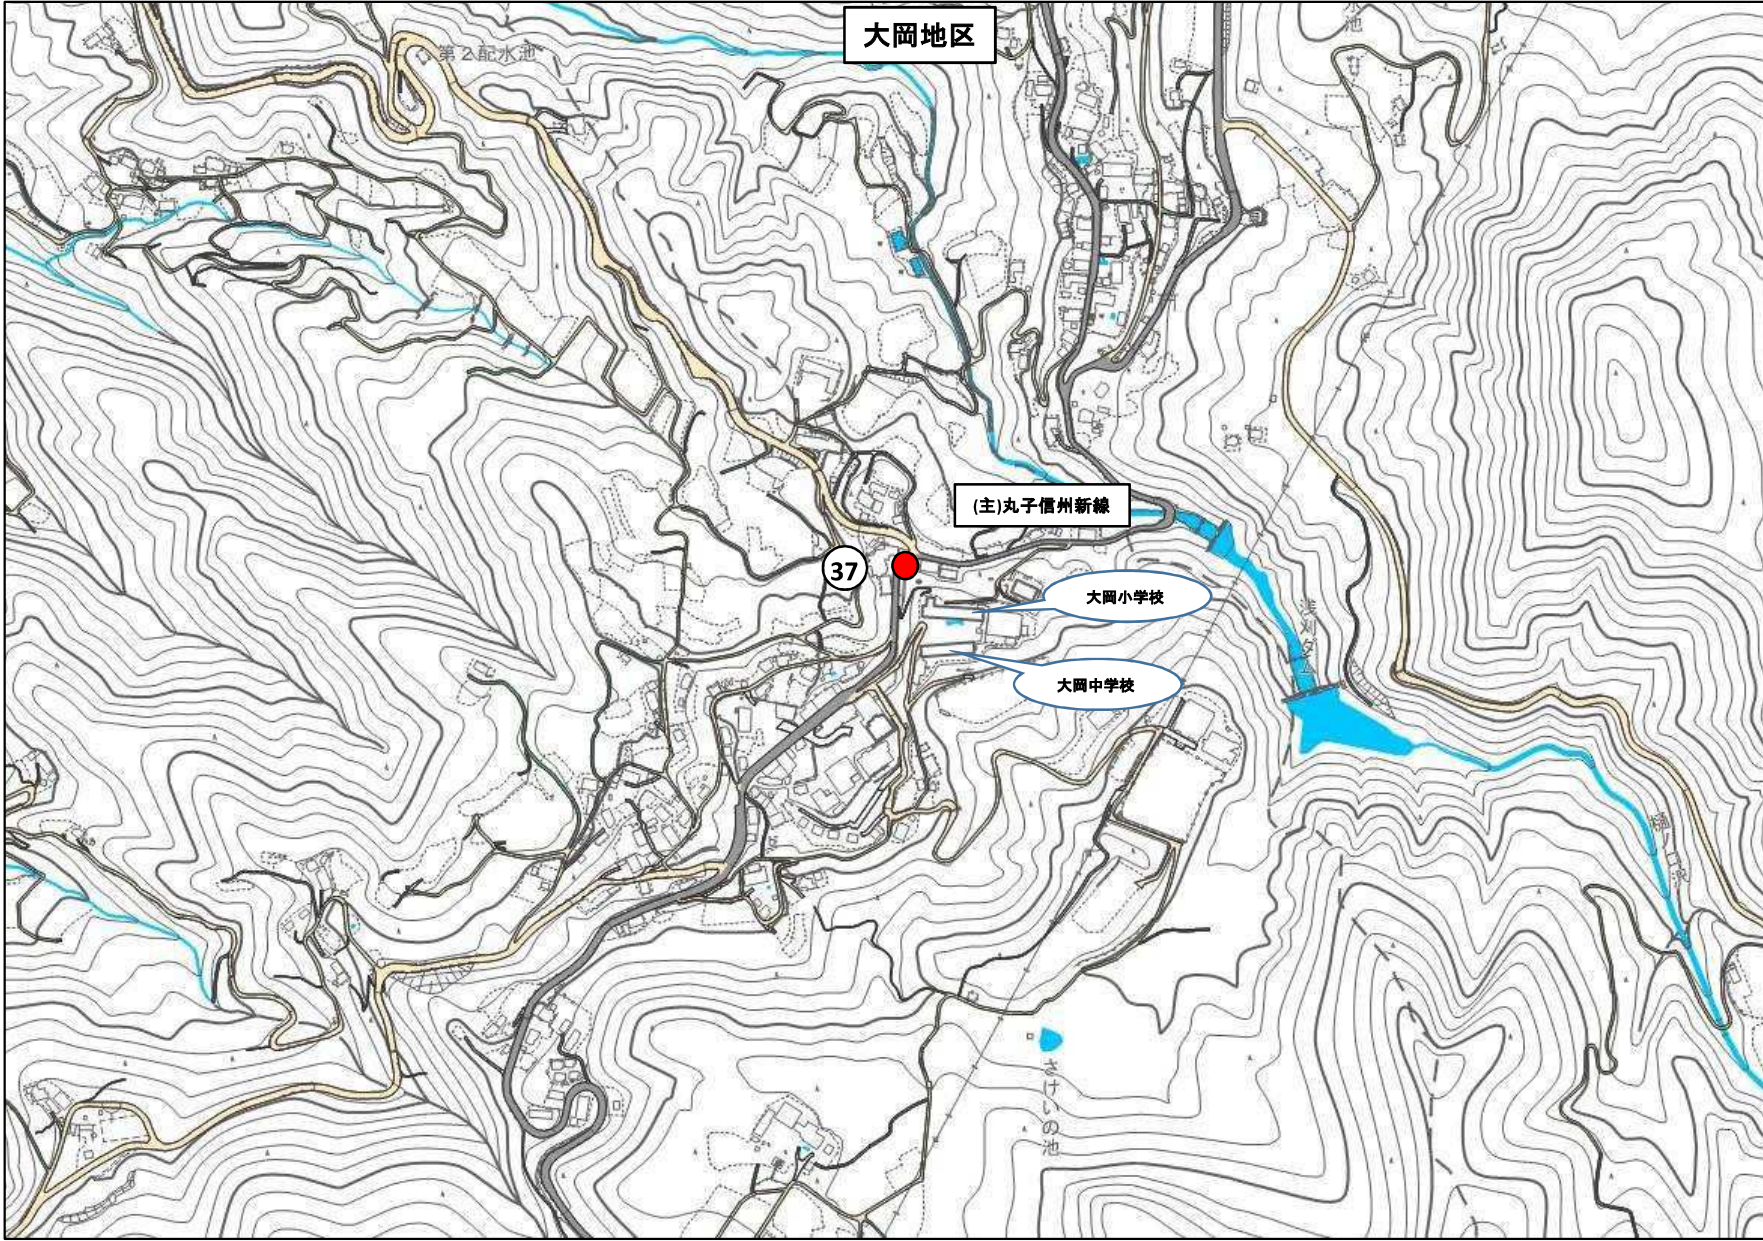 大岡地区
第2配水池
(主)丸子信州新線
37
大岡小学校
浅刈ダム
大岡中学校
さけいの池